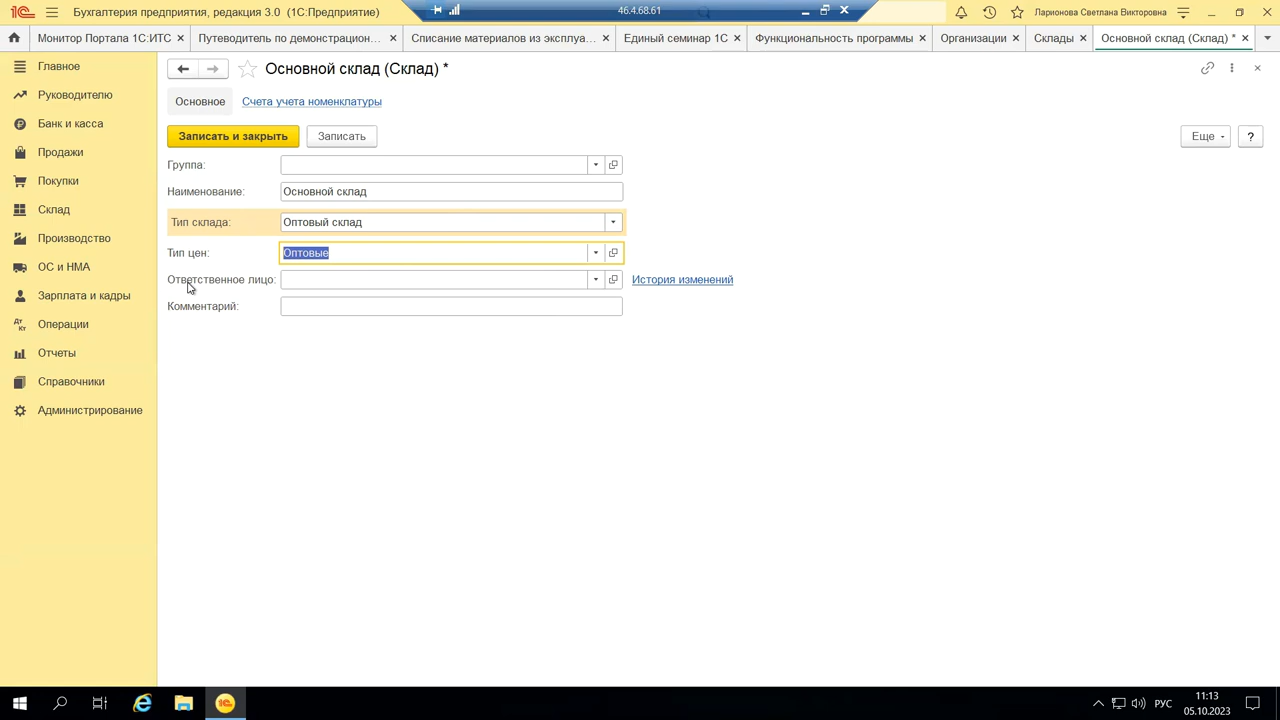 Бухгалтерия предприятия, редакция 3.0 (1С:Предприятие)
46.4.68.61
Ларионова Светлана Викторовна
Монитор Портала 1С:ИТС
Путеводитель по демонстрацион...
Списание материалов из эксплуа...
Единый семинар 1С
Функциональность программы
Организации
Склады
Основной склад (Склад) *
Главное
Руководителю
Банк и касса
Продажи
Покупки
Склад
Производство
ОС и НМА
Зарплата и кадры
Операции
Отчеты
Справочники
Администрирование
Основной склад (Склад) *
Основное
Счета учета номенклатуры
Записать и закрыть
Записать
Еще
?
Группа:
Наименование: Основной склад
Тип склада: Оптовый склад
Тип цен: Оптовые
Ответственное лицо:
История изменений
Комментарий:
РУС
11:13
05.10.2023